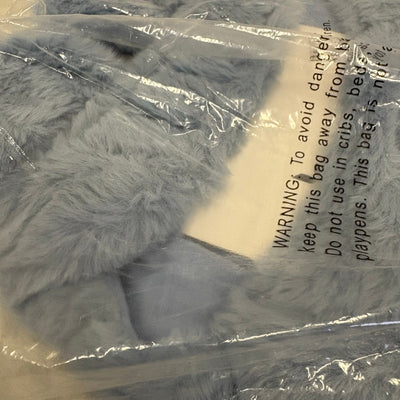 WARNING: To avoid danger
keep this bag away from
Do not use in cribs, beds,
playpens. This bag is not a